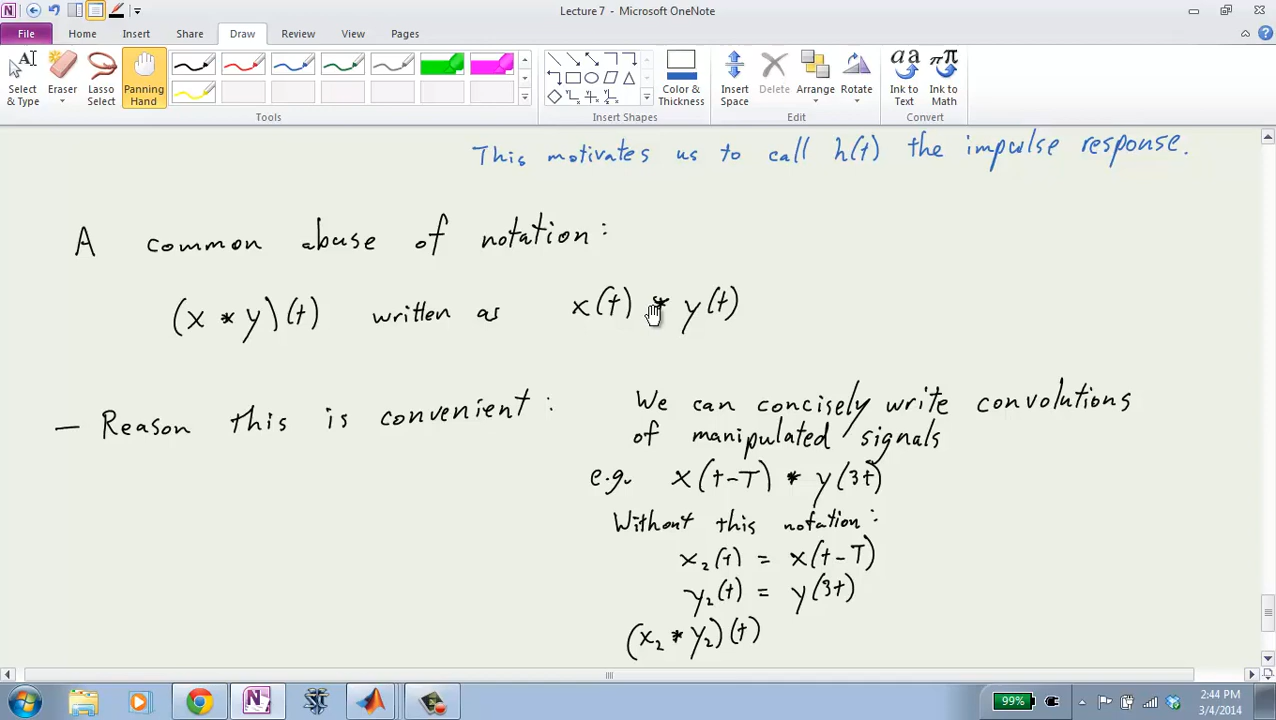 Lecture 7 - Microsoft OneNote
File Home Insert Share Draw Review View Pages
Select & Type
Eraser
Lasso Select
Panning Hand
Color & Thickness
Insert Space
Delete
Arrange
Rotate
Ink to Text
Ink to Math
Tools
Insert Shapes
Edit
Convert
This motivates us to call h(t) the impulse response.
A common abuse of notation:
(x * y)(t) written as x(t) * y(t)
— Reason this is convenient: We can concisely write convolutions
of manipulated signals
e.g. x(t-T) * y(3t)
Without this notation:
x₂(t) = x(t-T)
y₂(t) = y(3t)
(x₂ * y₂)(t)
99%
2:44 PM
3/4/2014